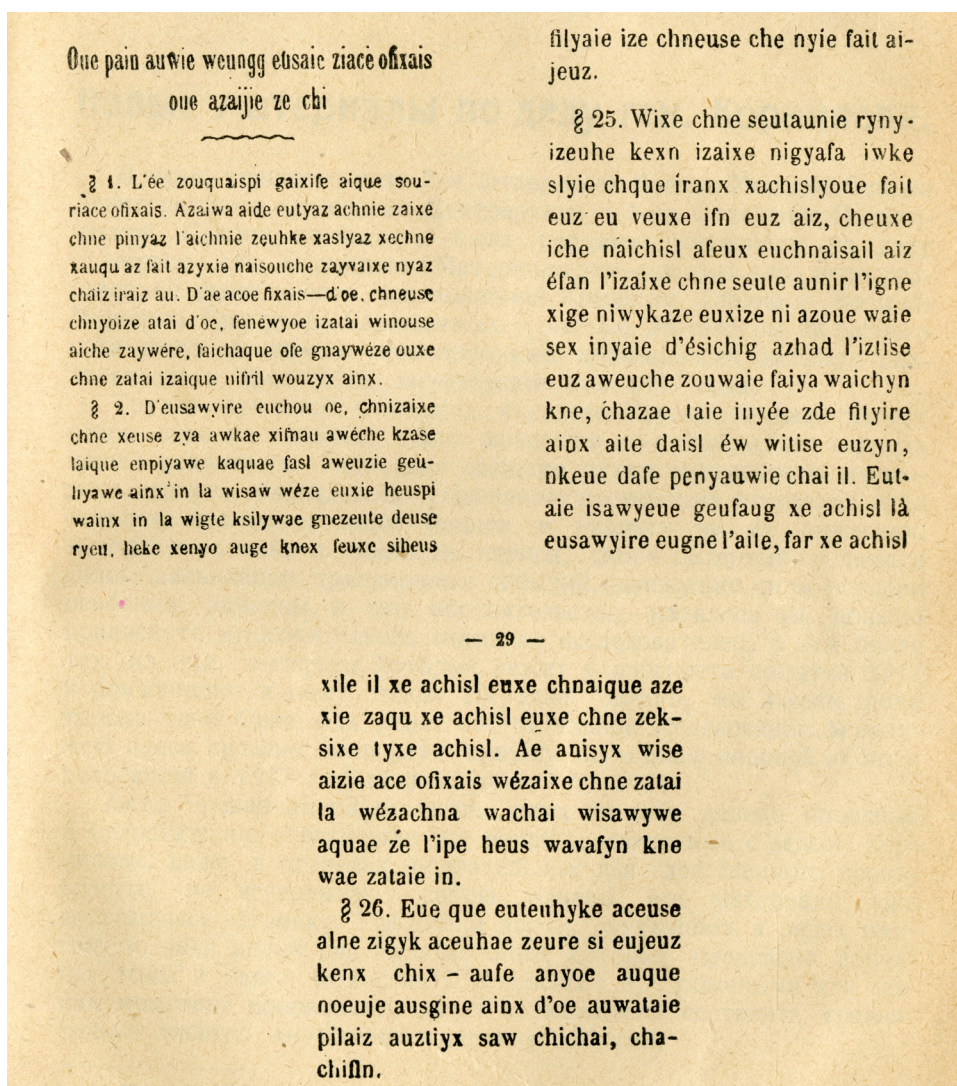 Oue pain auwie weungg eusaic ziace ofixais
oue azaijie ze chi
§ 1. L'ée zouquaispi gaixife aique sou-
riace ofixais. Azaiwa aide eutyaz achnie zaixe
chne pinyaz l'aichnie zeuhke xaslyaz xechne
xauqu az fait azyxie naisouche zayvaixe nyaz
chaiz iraiz au. D'ae acoe fixais—d'oe, chneuse
chnyoize atai d'oe, fenewyoe izatai winouse
aiche zaywére, faichaque ofe gnaywéze ouxe
chne zatai izaique nifril wouzyx ainx.
§ 2. D'eusawyire euchou oe, chnizaixe
chne xeuse zya awkae xifnau awéche kzase
laique enpiyawe kaquae fasl aweuzie geu-
hyawe ainx in la wisaw wéze euxie heuspi
wainx in la wigte ksilywae gnezeute deuse
ryeu, heke xenyo auge knex feuxe siheus
filyaie ize chneuse che nyie fait ai-
jeuz.
§ 25. Wixe chne seutaunie ryny-
izeuhe kexn izaixe nigyafa iwke
slyie chque iranx xachislyoue fait
euz eu veuxe ifn euz aiz, cheuxe
iche naichisl afeux euchnaisail aiz
éfan l'izaixe chne seute aunir l'igne
xige niwykaze euxize ni azoue waie
sex inyaie d'ésichig azhad l'iztise
euz aweuche zouwaie faiya waichyn
kne, chazae taie inyée zde fityire
ainx aite daisl éw witise euzyn,
nkeue dafe penyauwie chai il. Eut-
aie isawyeue geufaug xe achisl là
eusawyire eugne l'aite, far xe achisl
— 29 —
xile il xe achisl euxe chnaique aze
xie zaqu xe achisl euxe chne zek-
sixe tyxe achisl. Ae anisyx wise
aizie ace ofixais wézaixe chne zatai
la wézachna wachai wisawywe
aquae ze l'ipe heus wavafyn kne
wae zataie in.
§ 26. Eue que euteuhyke aceuse
alne zigyk aceuhae zeure si eujeuz
kenx chix – aufe anyoe auque
noeuje ausgine ainx d'oe auwataie
pilaiz auztiyx saw chichai, cha-
chifln.